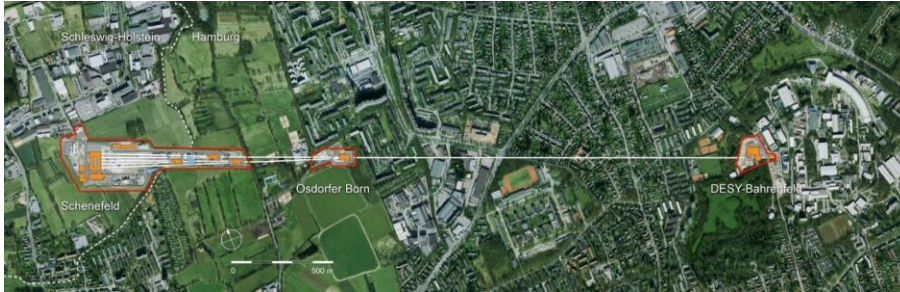 Schleswig-Holstein
Hamburg
Osdorfer Born
Schenefeld
DESY-Bahrenfeld
0
500 m